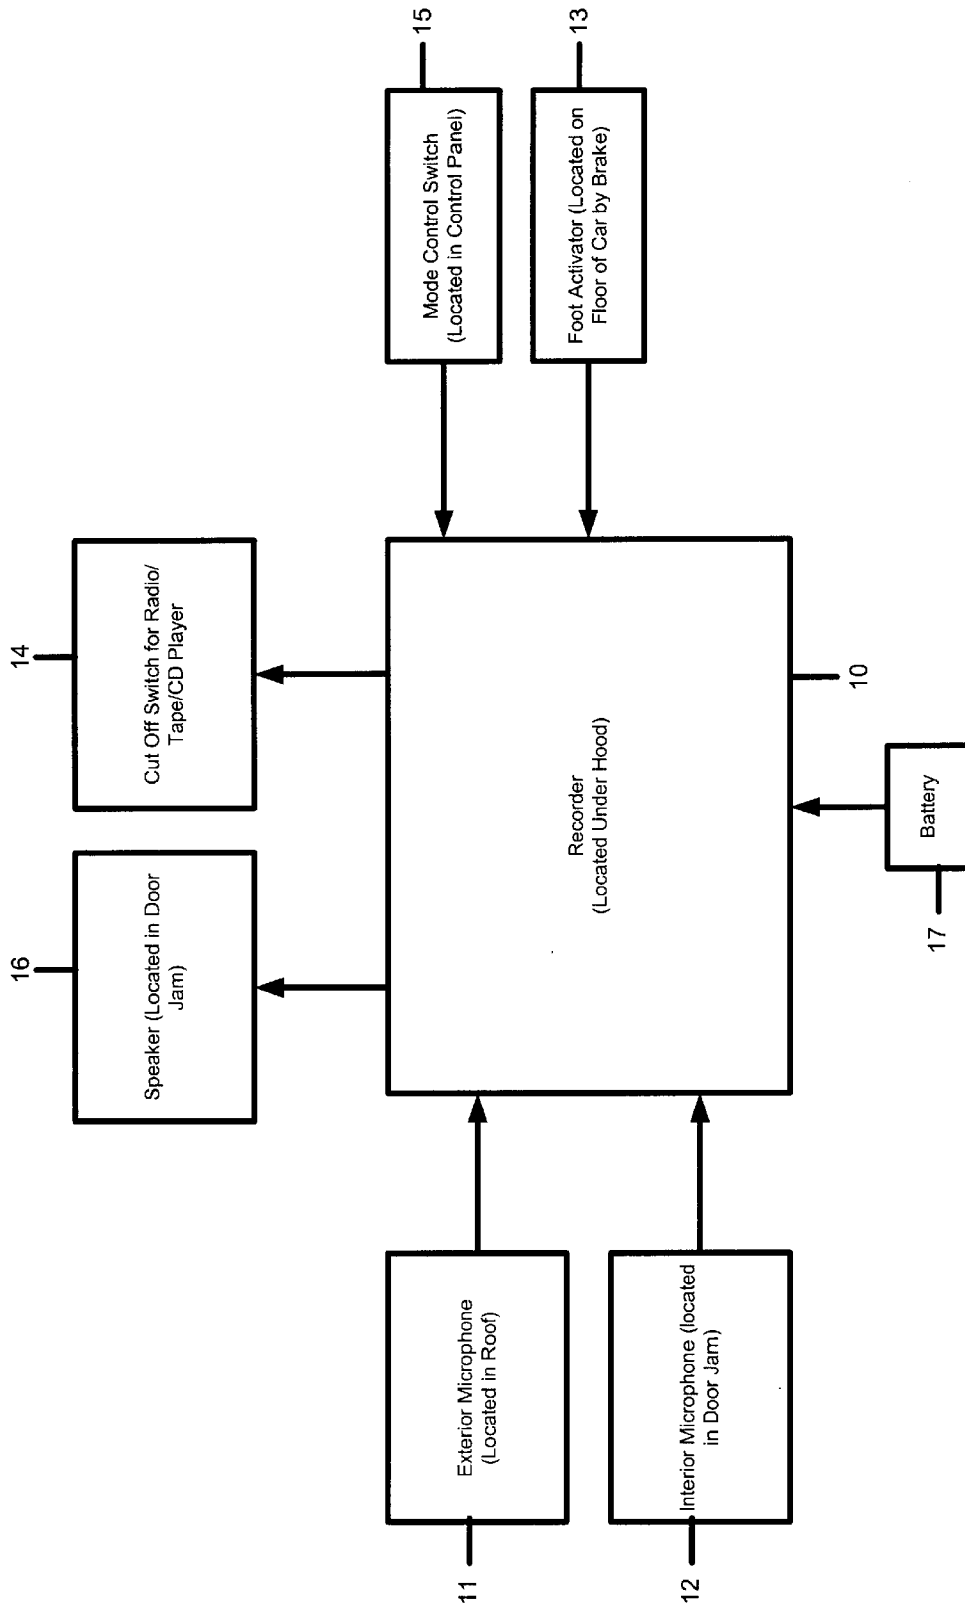 16
14
Speaker (Located in Door
Jam)
Cut Off Switch for Radio/
Tape/CD Player
11
Exterior Microphone
(Located in Roof)
Mode Control Switch
(Located in Control Panel)
15
Recorder
(Located Under Hood)
12
Interior Microphone (located
in Door Jam)
Foot Activator (Located on
Floor of Car by Brake)
13
10
17
Battery